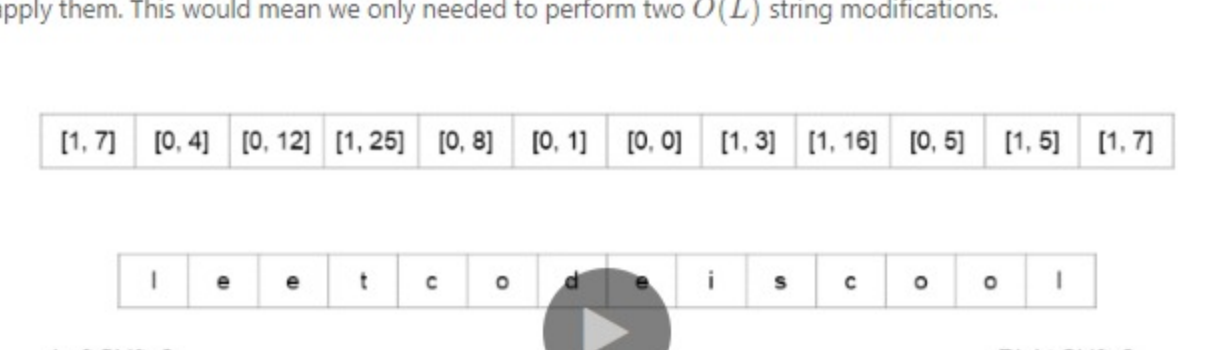 apply them. This would mean we only needed to perform two O(L) string modifications.
[1, 7] [0, 4] [0, 12] [1, 25] [0, 8] [0, 1] [0, 0] [1, 3] [1, 16] [0, 5] [1, 5] [1, 7]
l e e t c o d e i s c o o l